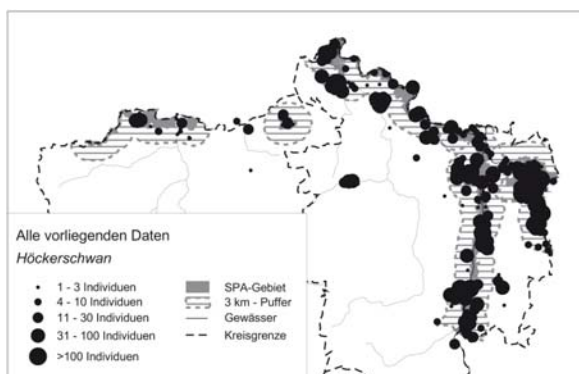 Alle vorliegenden Daten
Höckerschwan
1 - 3 Individuen
4 - 10 Individuen
11 - 30 Individuen
31 - 100 Individuen
>100 Individuen
SPA-Gebiet
3 km - Puffer
Gewässer
Kreisgrenze